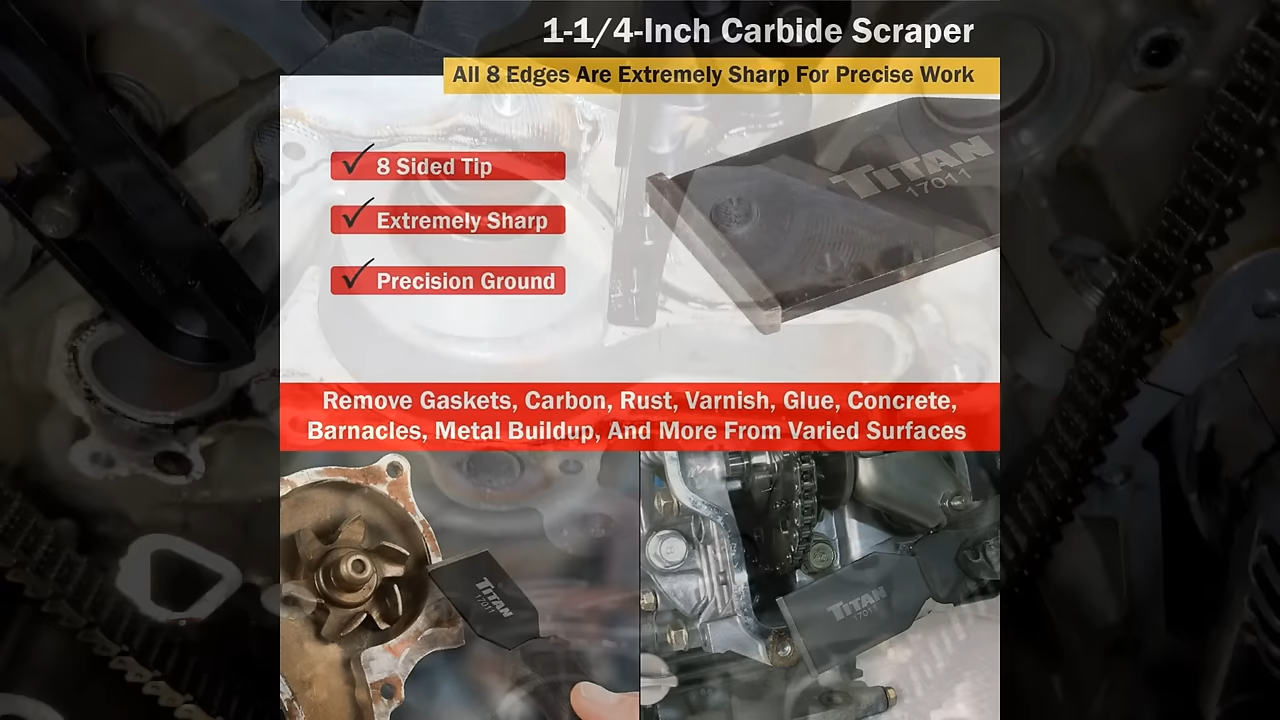 1-1/4-Inch Carbide Scraper
All 8 Edges Are Extremely Sharp For Precise Work
8 Sided Tip
Extremely Sharp
Precision Ground
TITAN
17011
Remove Gaskets, Carbon, Rust, Varnish, Glue, Concrete,
Barnacles, Metal Buildup, And More From Varied Surfaces
TITAN
17011
TITAN
17011